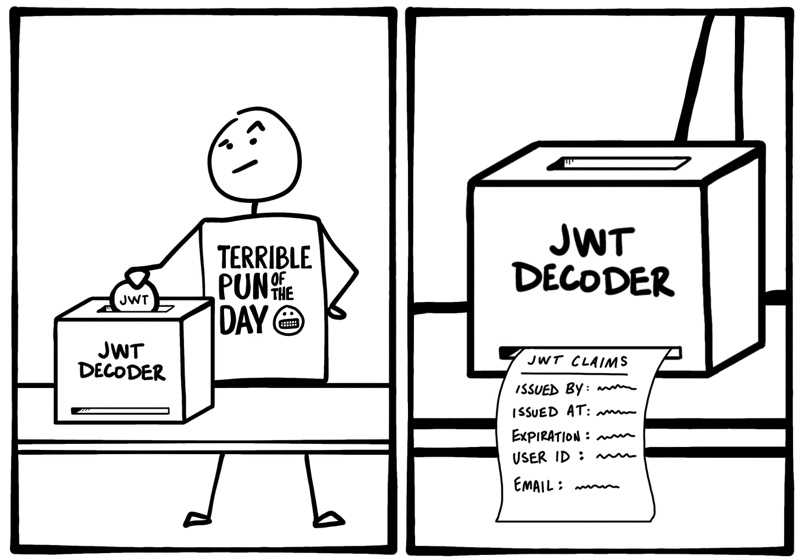 TERRIBLE
PUN OF THE
DAY
JWT
JWT
DECODER
JWT
DECODER
JWT CLAIMS
ISSUED BY:
ISSUED AT:
EXPIRATION:
USER ID :
EMAIL :